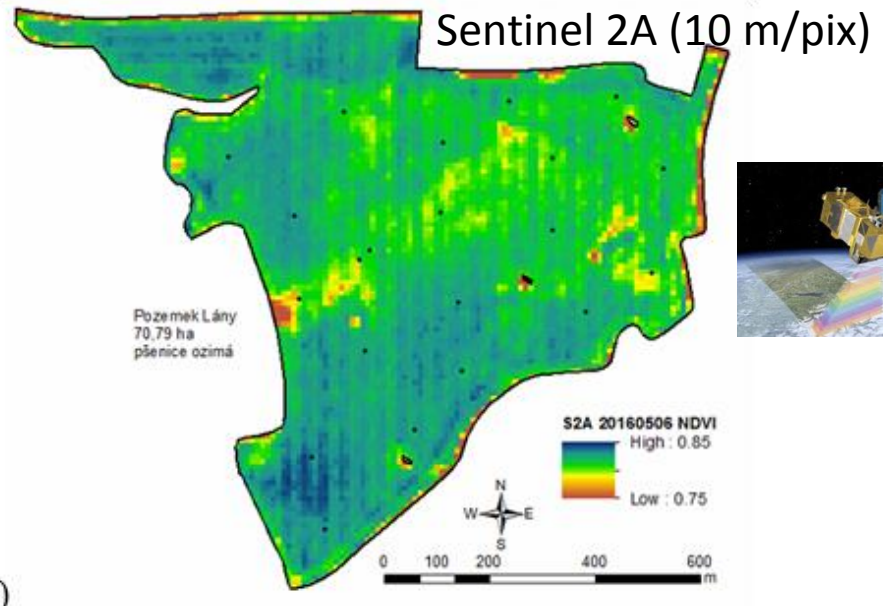 Sentinel 2A (10 m/pix)
Pozemek Lány
70,79 ha
pšenice ozimá
S2A 20160506 NDVI
High : 0.85
Low : 0.75
N
W E
S
0 100 200 400 600
m
)